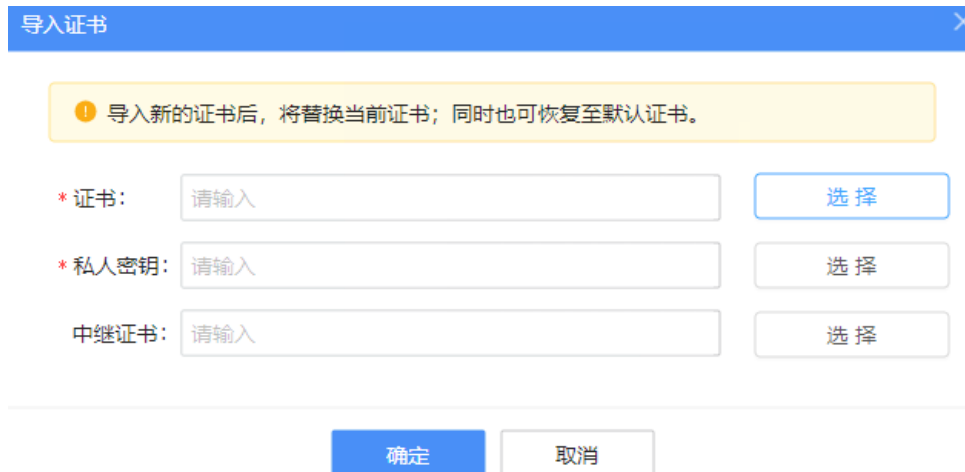 导入证书
导入新的证书后，将替换当前证书；同时也可恢复至默认证书。
* 证书： 请输入 选 择
* 私人密钥： 请输入 选 择
中继证书： 请输入 选 择
确定 取消